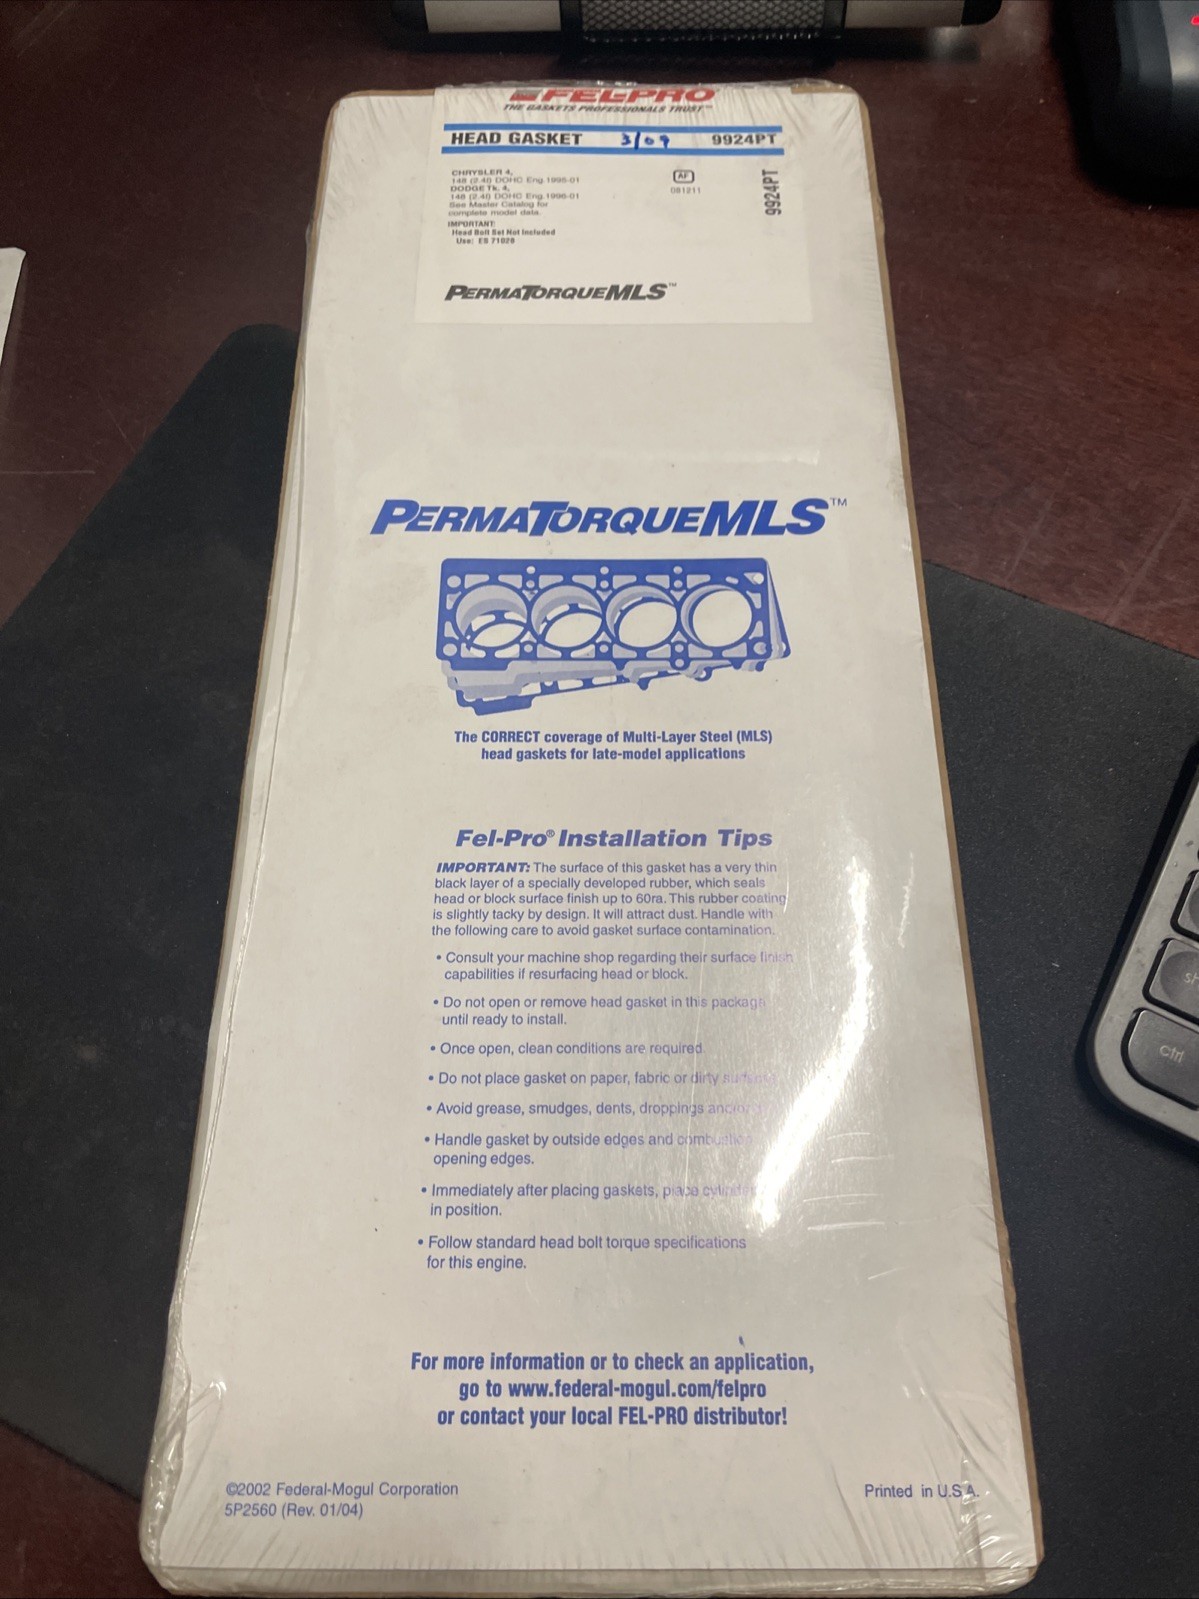 FELPRO
THE GASKETS PROFESSIONALS TRUST™
HEAD GASKET 3/09 9924PT
CHRYSLER 4,
148 (2.4l) DOHC Eng.1995-01
DODGE Tk. 4,
148 (2.4l) DOHC Eng.1996-01
See Master Catalog for
complete model data.
IMPORTANT:
Head Bolt Set Not Included
Use: ES 71028
AF
081211
9924PT
PERMATORQUEMLS™
PERMATORQUEMLS™
The CORRECT coverage of Multi-Layer Steel (MLS)
head gaskets for late-model applications
Fel-Pro® Installation Tips
IMPORTANT: The surface of this gasket has a very thin
black layer of a specially developed rubber, which seals
head or block surface finish up to 60ra. This rubber coating
is slightly tacky by design. It will attract dust. Handle with
the following care to avoid gasket surface contamination.
• Consult your machine shop regarding their surface finish
capabilities if resurfacing head or block.
• Do not open or remove head gasket in this package
until ready to install.
• Once open, clean conditions are required.
• Do not place gasket on paper, fabric or dirty
• Avoid grease, smudges, dents, droppings
• Handle gasket by outside edges and combustion
opening edges.
• Immediately after placing gaskets, place
in position.
• Follow standard head bolt torque specifications
for this engine.
For more information or to check an application,
go to www.federal-mogul.com/felpro
or contact your local FEL-PRO distributor!
©2002 Federal-Mogul Corporation
5P2560 (Rev. 01/04)
Printed in U.S.A.
Ctrl